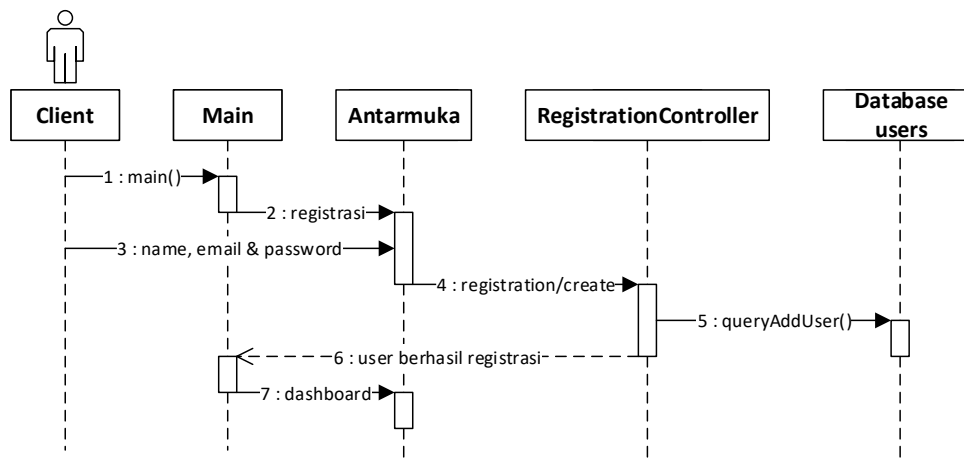 Client
Main
Antarmuka
RegistrationController
Database
users
1 : main()
2 : registrasi
3 : name, email & password
4 : registration/create
5 : queryAddUser()
6 : user berhasil registrasi
7 : dashboard